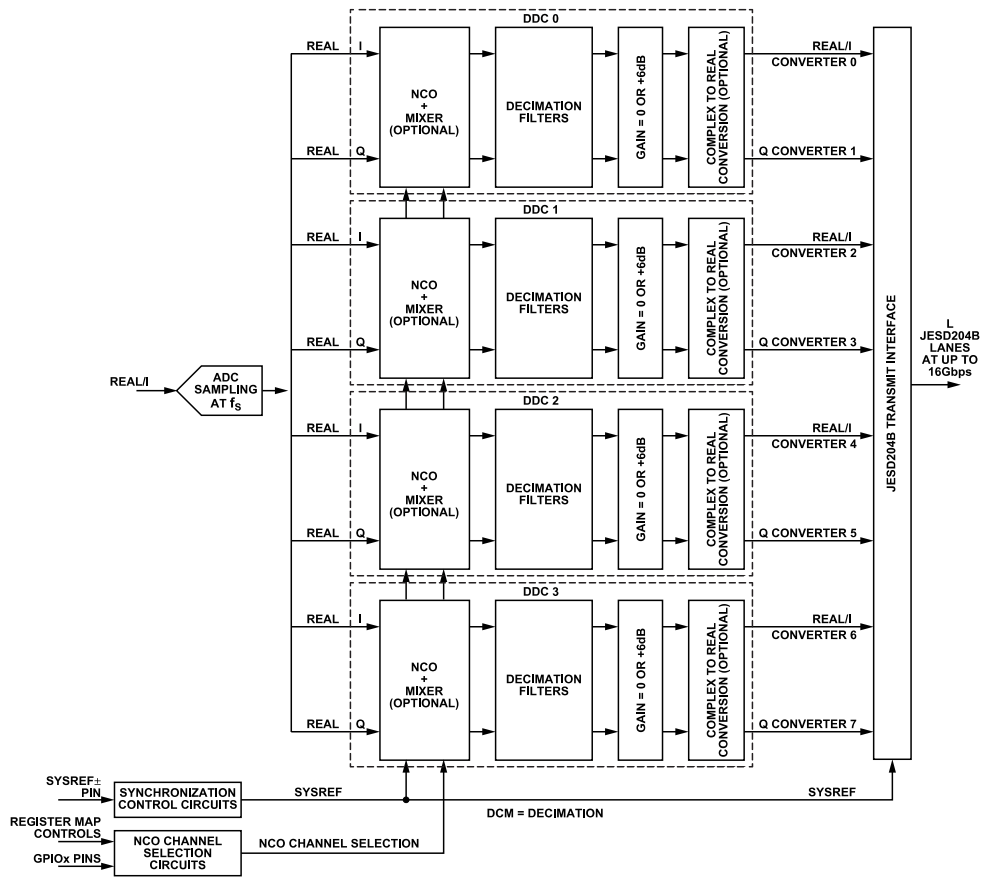 DDC 0
REAL I
REAL Q
NCO
+
MIXER
(OPTIONAL)
DECIMATION
FILTERS
GAIN = 0 OR +6dB
COMPLEX TO REAL
CONVERSION (OPTIONAL)
REAL/I
CONVERTER 0
Q CONVERTER 1
DDC 1
REAL I
REAL Q
NCO
+
MIXER
(OPTIONAL)
DECIMATION
FILTERS
GAIN = 0 OR +6dB
COMPLEX TO REAL
CONVERSION (OPTIONAL)
REAL/I
CONVERTER 2
Q CONVERTER 3
REAL/I
ADC
SAMPLING
AT fS
DDC 2
REAL I
REAL Q
NCO
+
MIXER
(OPTIONAL)
DECIMATION
FILTERS
GAIN = 0 OR +6dB
COMPLEX TO REAL
CONVERSION (OPTIONAL)
REAL/I
CONVERTER 4
Q CONVERTER 5
DDC 3
REAL I
REAL Q
NCO
+
MIXER
(OPTIONAL)
DECIMATION
FILTERS
GAIN = 0 OR +6dB
COMPLEX TO REAL
CONVERSION (OPTIONAL)
REAL/I
CONVERTER 6
Q CONVERTER 7
JESD204B TRANSMIT INTERFACE
L
JESD204B
LANES
AT UP TO
16Gbps
SYSREF±
PIN
SYNCHRONIZATION
CONTROL CIRCUITS
SYSREF
SYSREF
DCM = DECIMATION
REGISTER MAP
CONTROLS
GPIOx PINS
NCO CHANNEL
SELECTION
CIRCUITS
NCO CHANNEL SELECTION